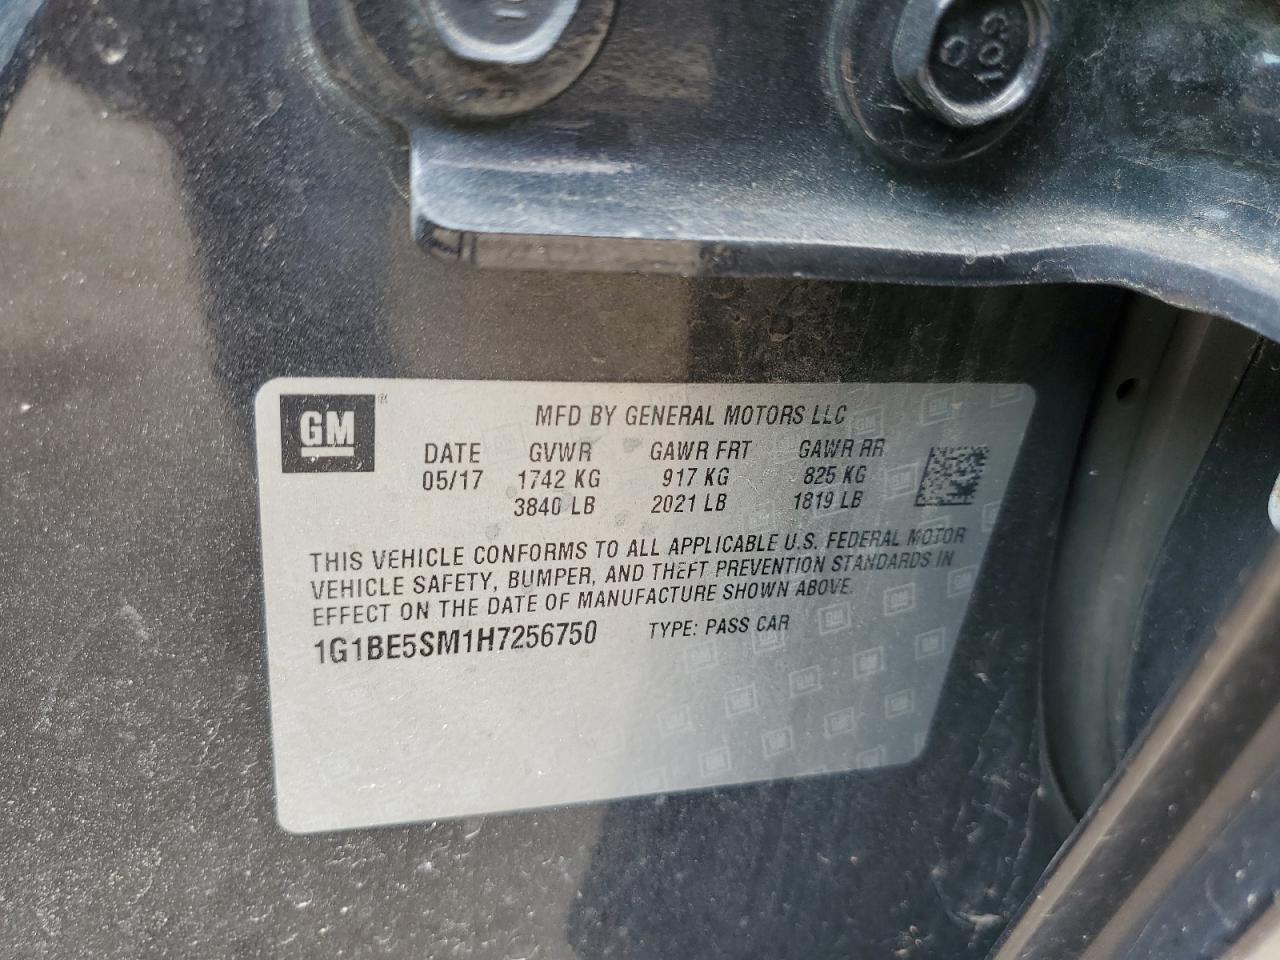 GM
MFD BY GENERAL MOTORS LLC
DATE GVWR GAWR FRT GAWR RR
05/17 1742 KG 917 KG 825 KG
3840 LB 2021 LB 1819 LB
THIS VEHICLE CONFORMS TO ALL APPLICABLE U.S. FEDERAL MOTOR
VEHICLE SAFETY, BUMPER, AND THEFT PREVENTION STANDARDS IN
EFFECT ON THE DATE OF MANUFACTURE SHOWN ABOVE.
1G1BE5SM1H7256750 TYPE: PASS CAR